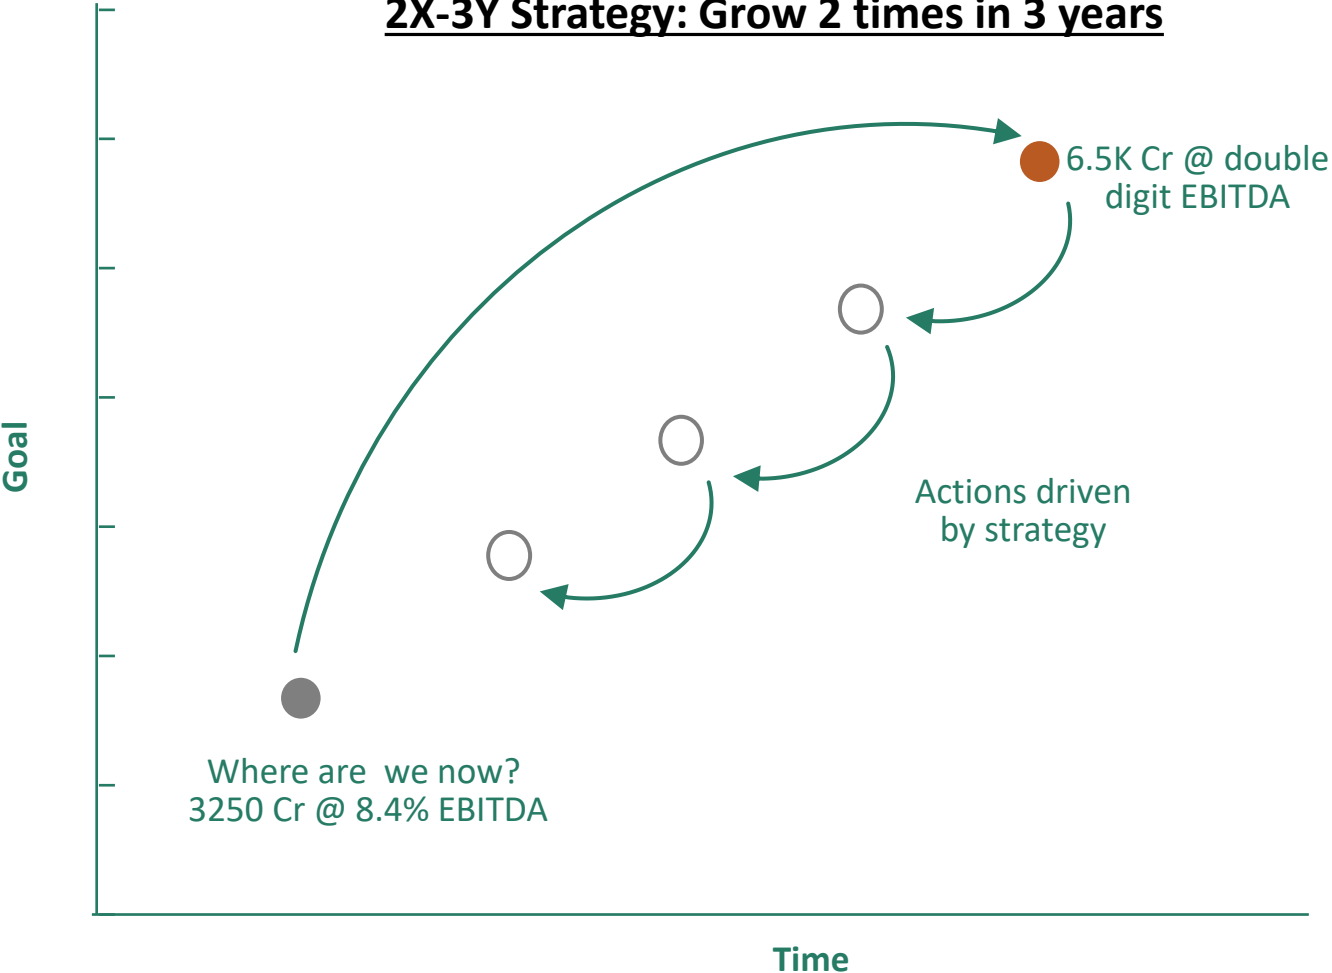 2X-3Y Strategy: Grow 2 times in 3 years
6.5K Cr @ double
digit EBITDA
Goal
Actions driven
by strategy
Where are  we now?
3250 Cr @ 8.4% EBITDA
Time